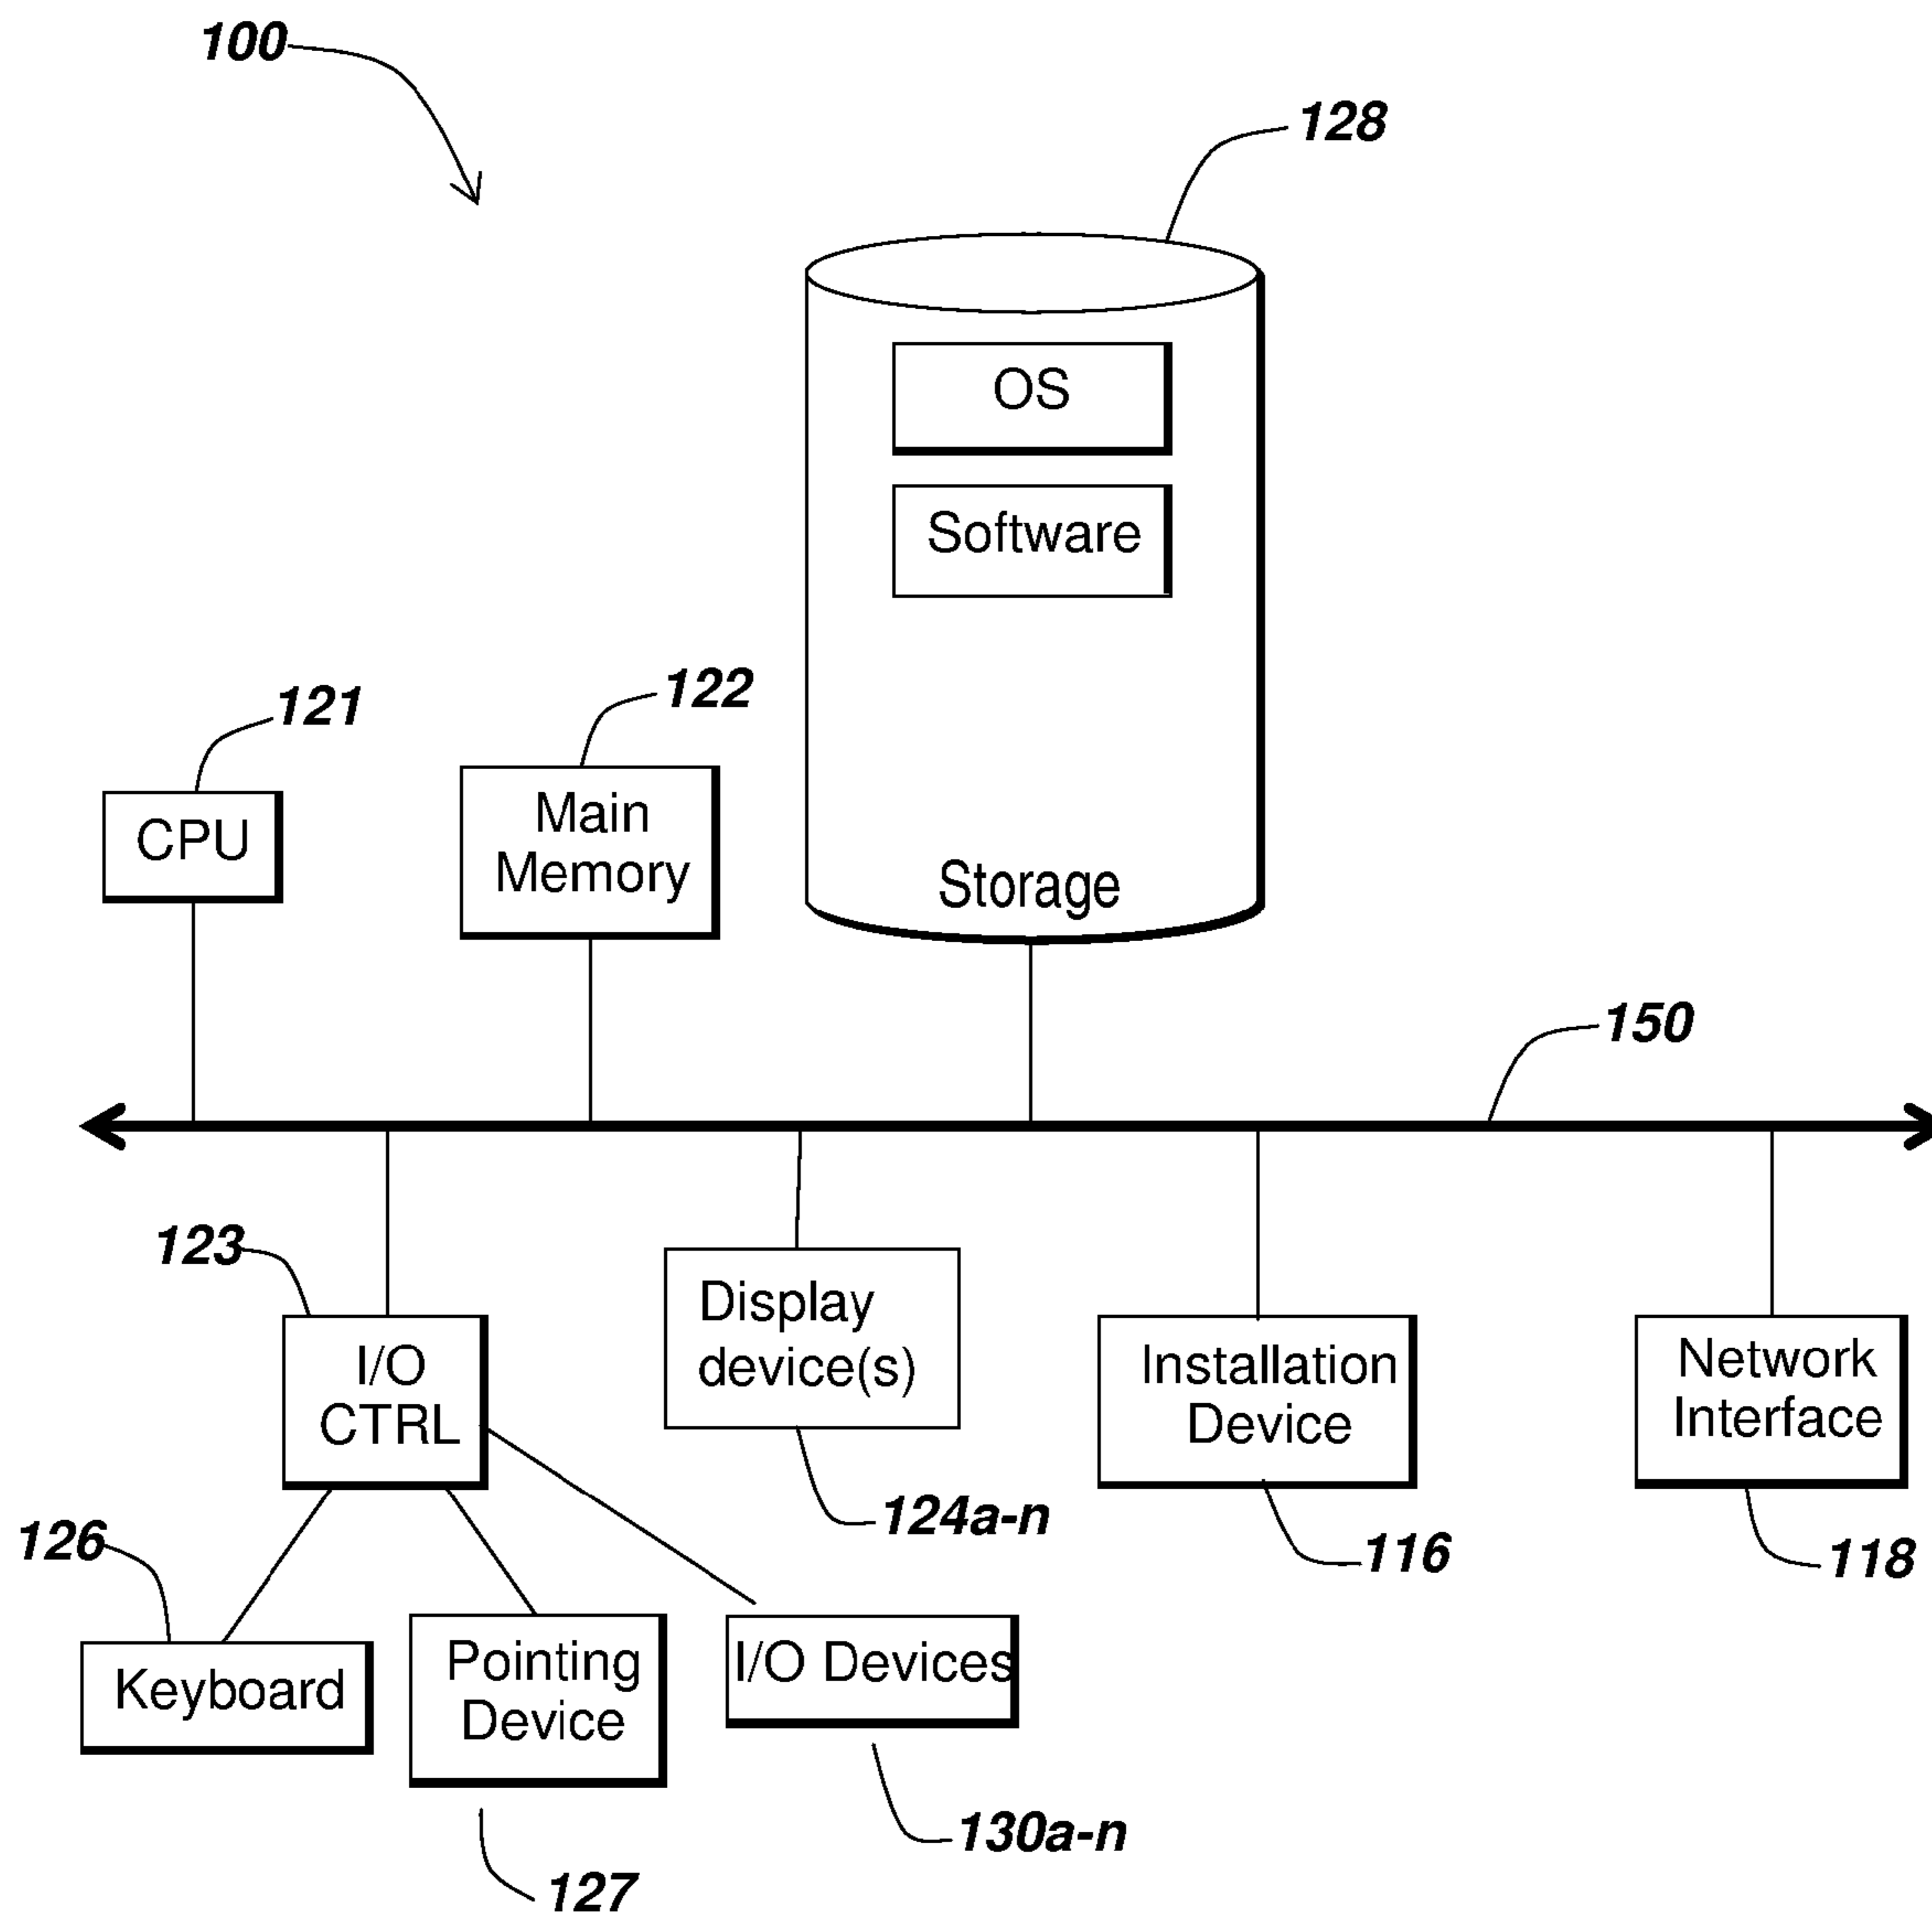 100
128
OS
Software
121
122
CPU
Main
Memory
Storage
150
123
I/O
CTRL
Display
device(s)
Installation
Device
Network
Interface
124a-n
116
118
126
Keyboard
Pointing
Device
I/O Devices
130a-n
127